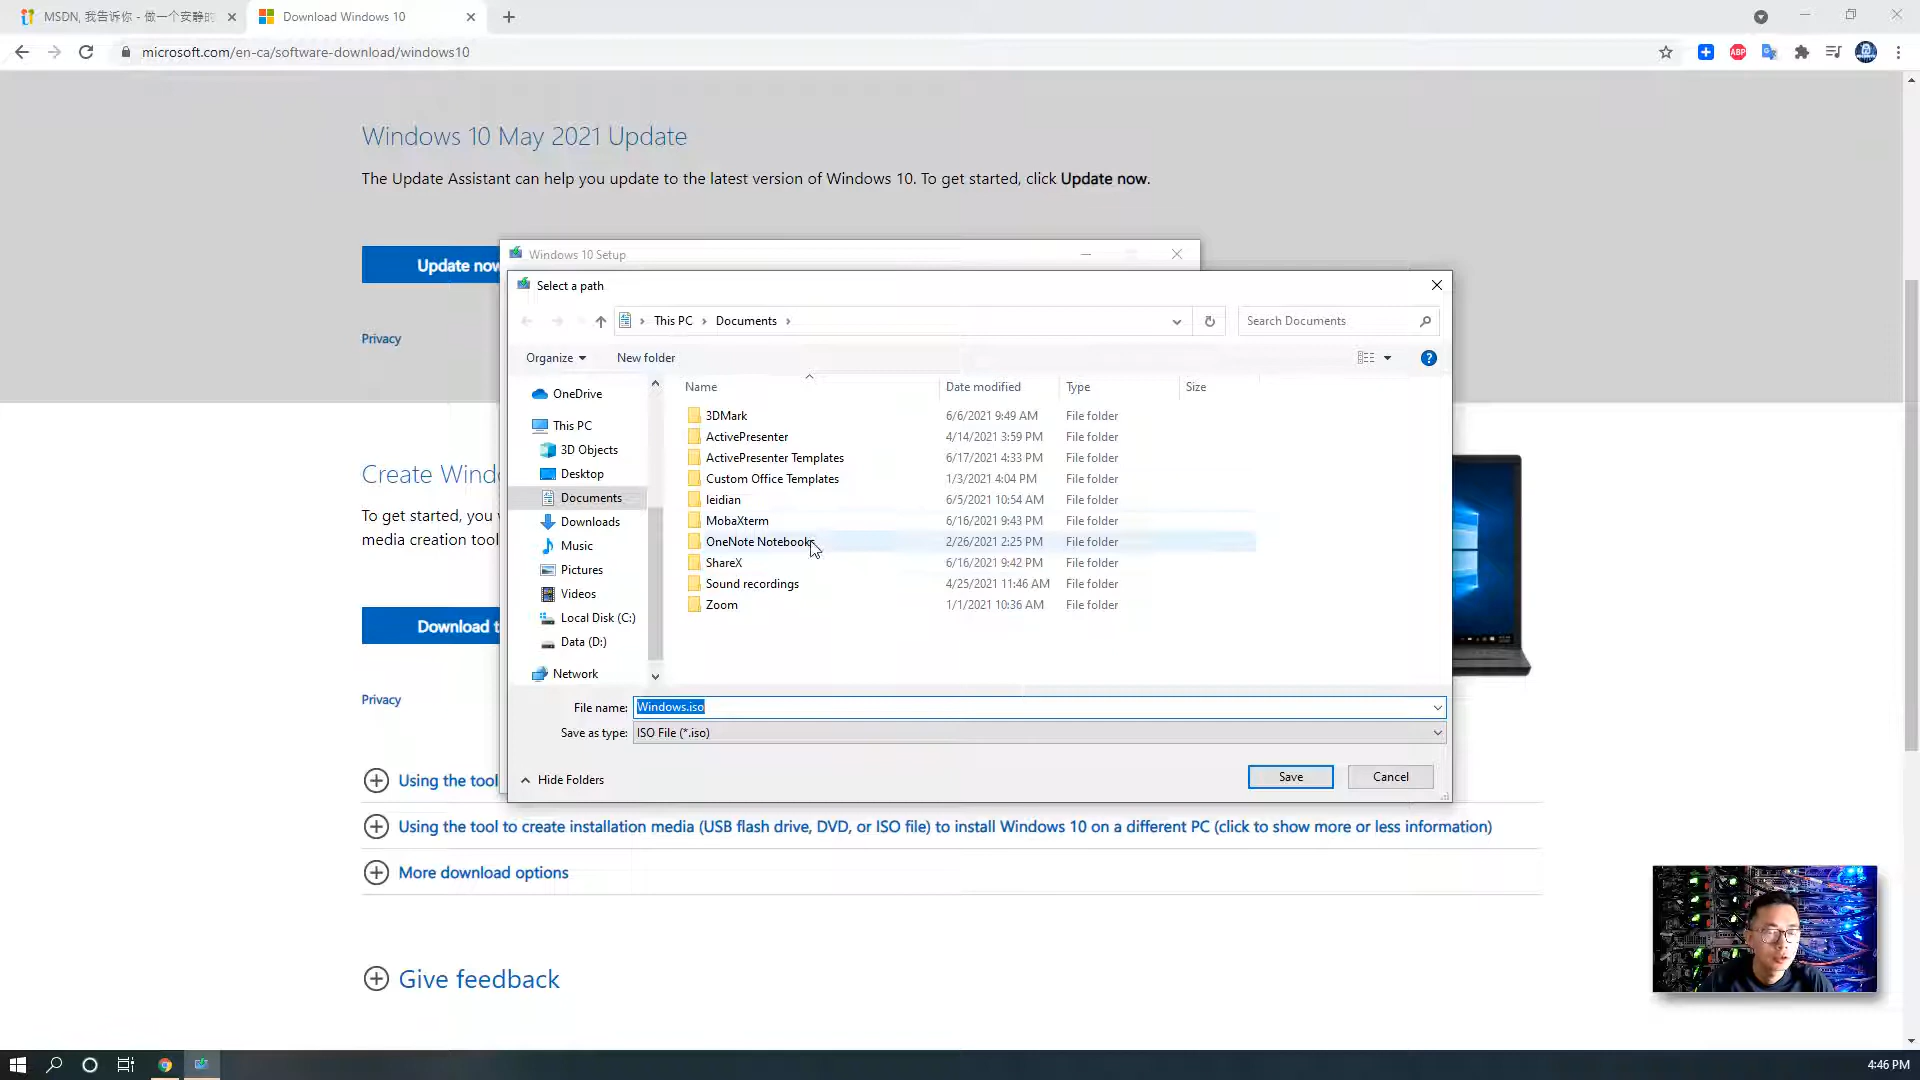 MSDN, 我告诉你 - 做一个安静的
Download Windows 10
microsoft.com/en-ca/software-download/windows10
ABP
Windows 10 May 2021 Update
The Update Assistant can help you update to the latest version of Windows 10. To get started, click Update now.
Update now
Privacy
Windows 10 Setup
Select a path
This PC
Documents
Search Documents
Organize
New folder
Name
Date modified
Type
Size
OneDrive
This PC
3D Objects
Desktop
Documents
Downloads
Music
Pictures
Videos
Local Disk (C:)
Data (D:)
Network
3DMark 6/6/2021 9:49 AM File folder
ActivePresenter 4/14/2021 3:59 PM File folder
ActivePresenter Templates 6/17/2021 4:33 PM File folder
Custom Office Templates 1/3/2021 4:04 PM File folder
leidian 6/5/2021 10:54 AM File folder
MobaXterm 6/16/2021 9:43 PM File folder
OneNote Notebooks 2/26/2021 2:25 PM File folder
ShareX 6/16/2021 9:42 PM File folder
Sound recordings 4/25/2021 11:46 AM File folder
Zoom 1/1/2021 10:36 AM File folder
File name: Windows.iso
Save as type: ISO File (*.iso)
Hide Folders
Save
Cancel
Create Wind
To get started, you
media creation tool
Download t
Privacy
Using the tool
Using the tool to create installation media (USB flash drive, DVD, or ISO file) to install Windows 10 on a different PC (click to show more or less information)
More download options
Give feedback
4:46 PM